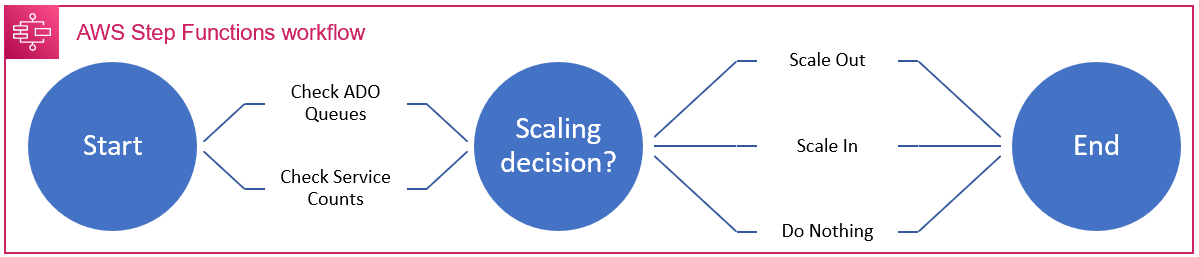 AWS Step Functions workflow
Start
Check ADO
Queues
Check Service
Counts
Scaling
decision?
Scale Out
Scale In
Do Nothing
End